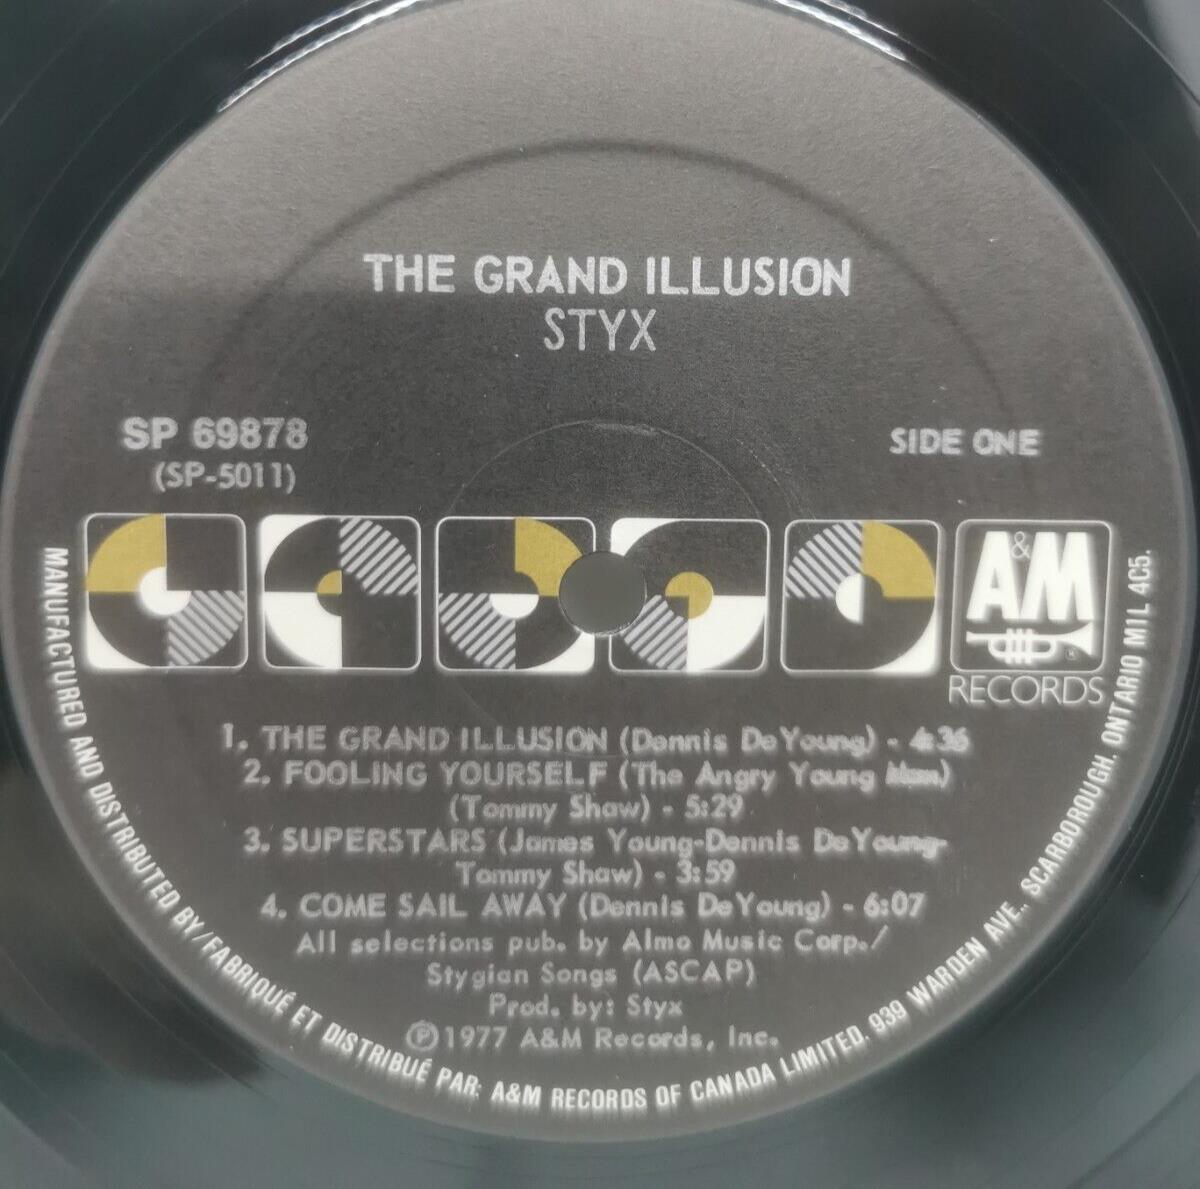 THE GRAND ILLUSION
STYX
SP 69878
(SP-5011)
SIDE ONE
A&M
RECORDS
1. THE GRAND ILLUSION (Dennis DeYoung) - 4:36
2. FOOLING YOURSELF (The Angry Young Man)
(Tommy Shaw) - 5:29
3. SUPERSTARS (James Young-Dennis DeYoung-
Tommy Shaw) - 3:59
4. COME SAIL AWAY (Dennis DeYoung) - 6:07
All selections pub. by Almo Music Corp./
Stygian Songs (ASCAP)
Prod. by: Styx
Ⓟ1977 A&M Records, Inc.
MANUFACTURED AND DISTRIBUTED BY/FABRIQUÉ ET DISTRIBUÉ PAR: A&M RECORDS OF CANADA LIMITED. 939 WARDEN AVE., SCARBOROUGH, ONTARIO M1L 4C5.